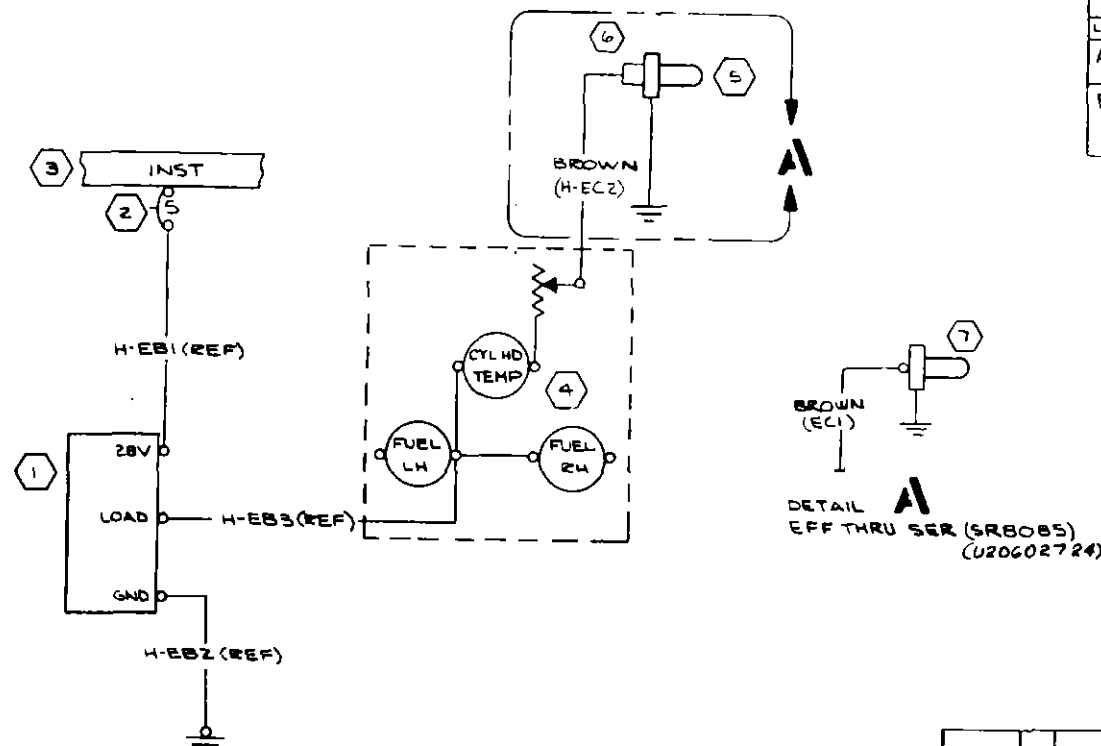 6
5
BROWN
(H-EC2)
A
3
INST
2
5
H-EB1(REF)
CYL HD
TEMP
4
FUEL
LH
FUEL
RH
7
BROWN
(EC1)
DETAIL A
EFF THRU SER (SR8085)
(U20602724)
1
28V
LOAD
GND
H-EB3(REF)
H-EB2(REF)